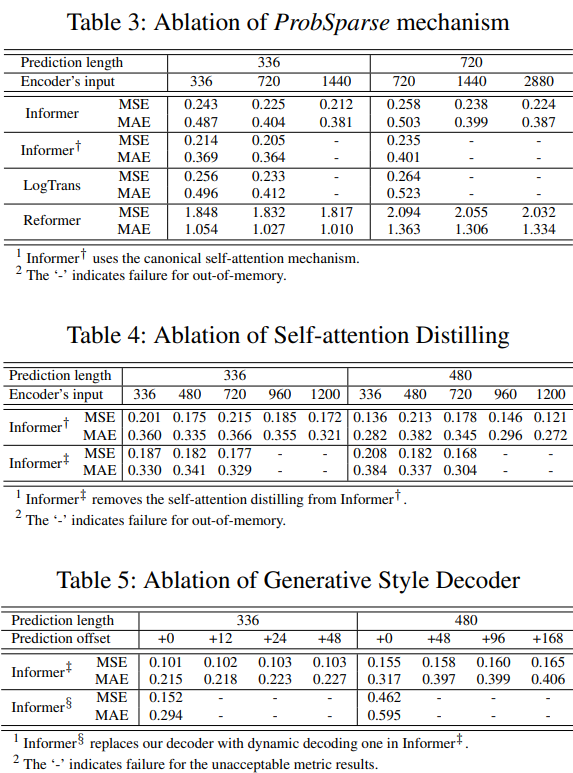 Table 3: Ablation of ProbSparse mechanism
Prediction length 336 720
Encoder's input 336 720 1440 720 1440 2880
Informer MSE 0.243 0.225 0.212 0.258 0.238 0.224
MAE 0.487 0.404 0.381 0.503 0.399 0.387
Informer† MSE 0.214 0.205 - 0.235 - -
MAE 0.369 0.364 - 0.401 - -
LogTrans MSE 0.256 0.233 - 0.264 - -
MAE 0.496 0.412 - 0.523 - -
Reformer MSE 1.848 1.832 1.817 2.094 2.055 2.032
MAE 1.054 1.027 1.010 1.363 1.306 1.334
1 Informer† uses the canonical self-attention mechanism.
2 The '-' indicates failure for out-of-memory.
Table 4: Ablation of Self-attention Distilling
Prediction length 336 480
Encoder's input 336 480 720 960 1200 336 480 720 960 1200
Informer† MSE 0.201 0.175 0.215 0.185 0.172 0.136 0.213 0.178 0.146 0.121
MAE 0.360 0.335 0.366 0.355 0.321 0.282 0.382 0.345 0.296 0.272
Informer‡ MSE 0.187 0.182 0.177 - - 0.208 0.182 0.168 - -
MAE 0.330 0.341 0.329 - - 0.384 0.337 0.304 - -
1 Informer‡ removes the self-attention distilling from Informer†.
2 The '-' indicates failure for out-of-memory.
Table 5: Ablation of Generative Style Decoder
Prediction length 336 480
Prediction offset +0 +12 +24 +48 +0 +48 +96 +168
Informer‡ MSE 0.101 0.102 0.103 0.103 0.155 0.158 0.160 0.165
MAE 0.215 0.218 0.223 0.227 0.317 0.397 0.399 0.406
Informer§ MSE 0.152 - - - 0.462 - - -
MAE 0.294 - - - 0.595 - - -
1 Informer§ replaces our decoder with dynamic decoding one in Informer‡.
2 The '-' indicates failure for the unacceptable metric results.